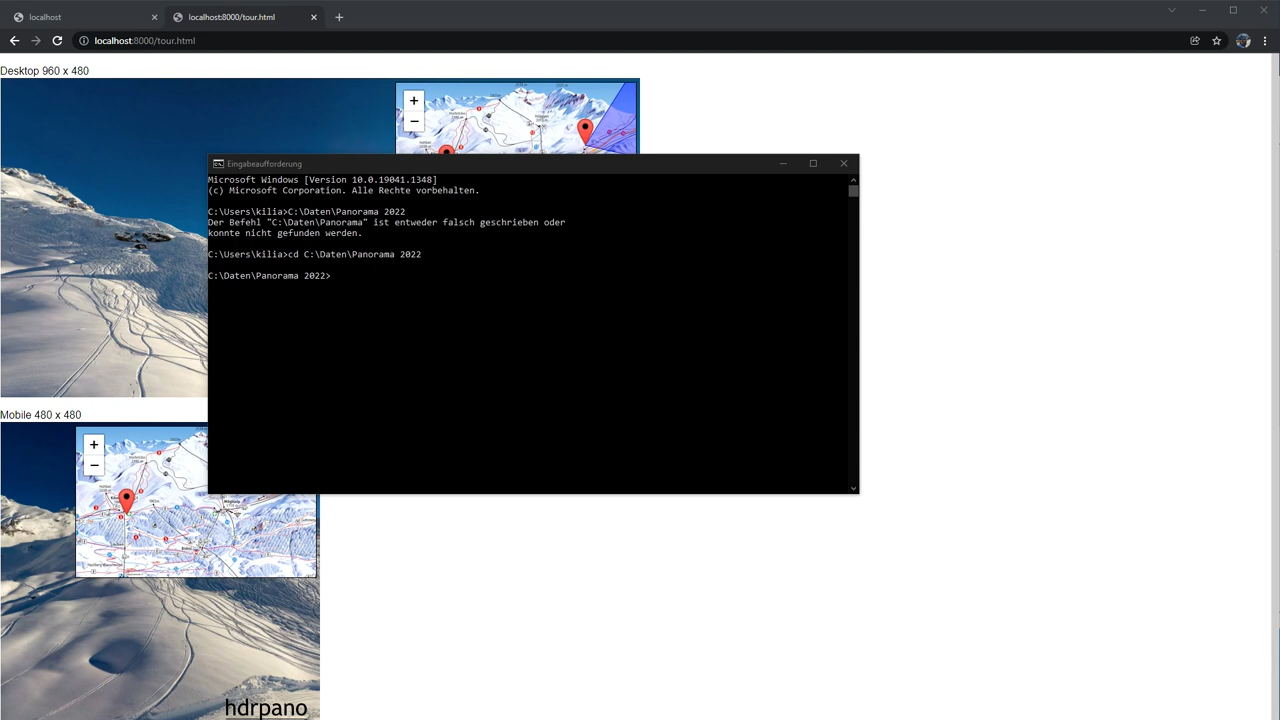 localhost
localhost:8000/tour.html
localhost:8000/tour.html
Desktop 960 x 480
+
−
Eingabeaufforderung
Microsoft Windows [Version 10.0.19041.1348]
(c) Microsoft Corporation. Alle Rechte vorbehalten.
C:\Users\kilia>C:\Daten\Panorama 2022
Der Befehl "C:\Daten\Panorama" ist entweder falsch geschrieben oder
konnte nicht gefunden werden.
C:\Users\kilia>cd C:\Daten\Panorama 2022
C:\Daten\Panorama 2022>
Mobile 480 x 480
+
−
hdrpano